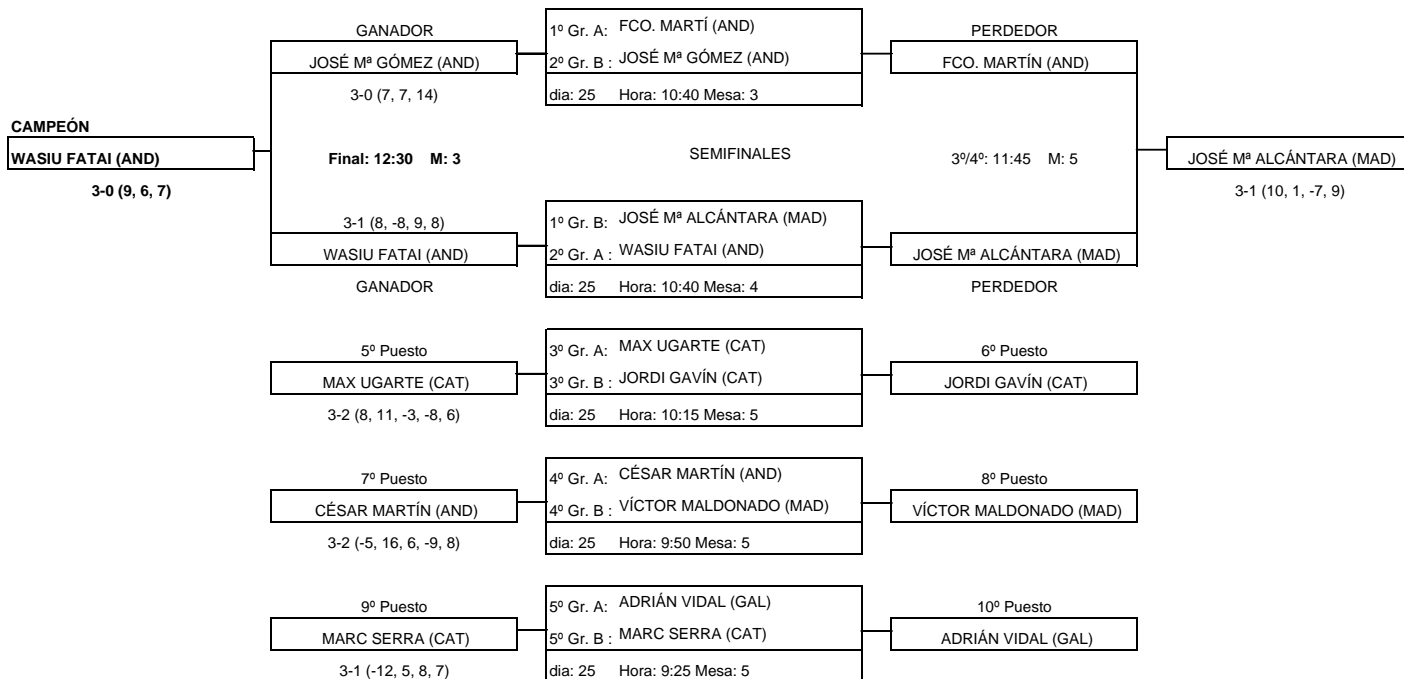 GANADOR
1º Gr. A: FCO. MARTÍ (AND)
PERDEDOR
JOSÉ Mª GÓMEZ (AND)
2º Gr. B : JOSÉ Mª GÓMEZ (AND)
FCO. MARTÍN (AND)
3-0 (7, 7, 14)
dia: 25 Hora: 10:40 Mesa: 3
CAMPEÓN
WASIU FATAI (AND)
Final: 12:30 M: 3
SEMIFINALES
3º/4º: 11:45 M: 5
JOSÉ Mª ALCÁNTARA (MAD)
3-0 (9, 6, 7)
3-1 (10, 1, -7, 9)
3-1 (8, -8, 9, 8)
1º Gr. B: JOSÉ Mª ALCÁNTARA (MAD)
WASIU FATAI (AND)
2º Gr. A : WASIU FATAI (AND)
JOSÉ Mª ALCÁNTARA (MAD)
GANADOR
dia: 25 Hora: 10:40 Mesa: 4
PERDEDOR
5º Puesto
3º Gr. A: MAX UGARTE (CAT)
6º Puesto
MAX UGARTE (CAT)
3º Gr. B : JORDI GAVÍN (CAT)
JORDI GAVÍN (CAT)
3-2 (8, 11, -3, -8, 6)
dia: 25 Hora: 10:15 Mesa: 5
7º Puesto
4º Gr. A: CÉSAR MARTÍN (AND)
8º Puesto
CÉSAR MARTÍN (AND)
4º Gr. B : VÍCTOR MALDONADO (MAD)
VÍCTOR MALDONADO (MAD)
3-2 (-5, 16, 6, -9, 8)
dia: 25 Hora: 9:50 Mesa: 5
9º Puesto
5º Gr. A: ADRIÁN VIDAL (GAL)
10º Puesto
MARC SERRA (CAT)
5º Gr. B : MARC SERRA (CAT)
ADRIÁN VIDAL (GAL)
3-1 (-12, 5, 8, 7)
dia: 25 Hora: 9:25 Mesa: 5